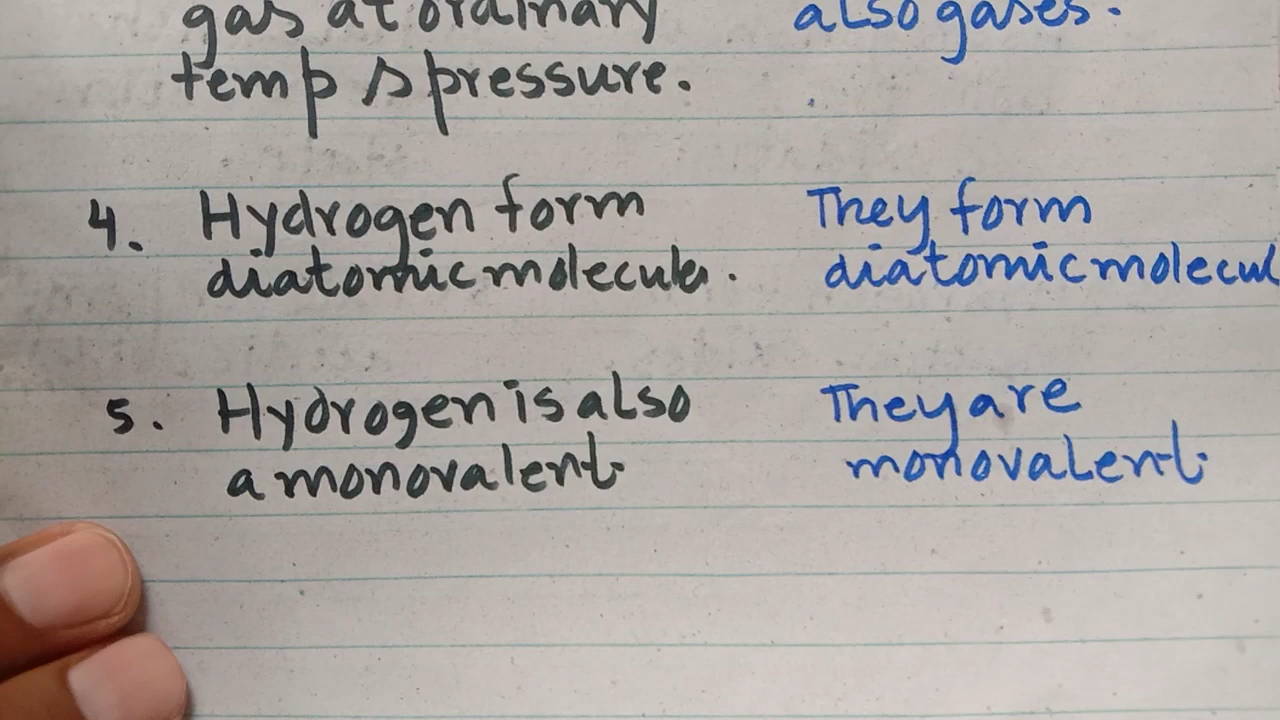 gas at ordinary
temp & pressure.
also gases.
4. Hydrogen form
diatomic molecule.
They form
diatomic molecul
5. Hydrogen is also
a monovalent.
They are
monovalent.